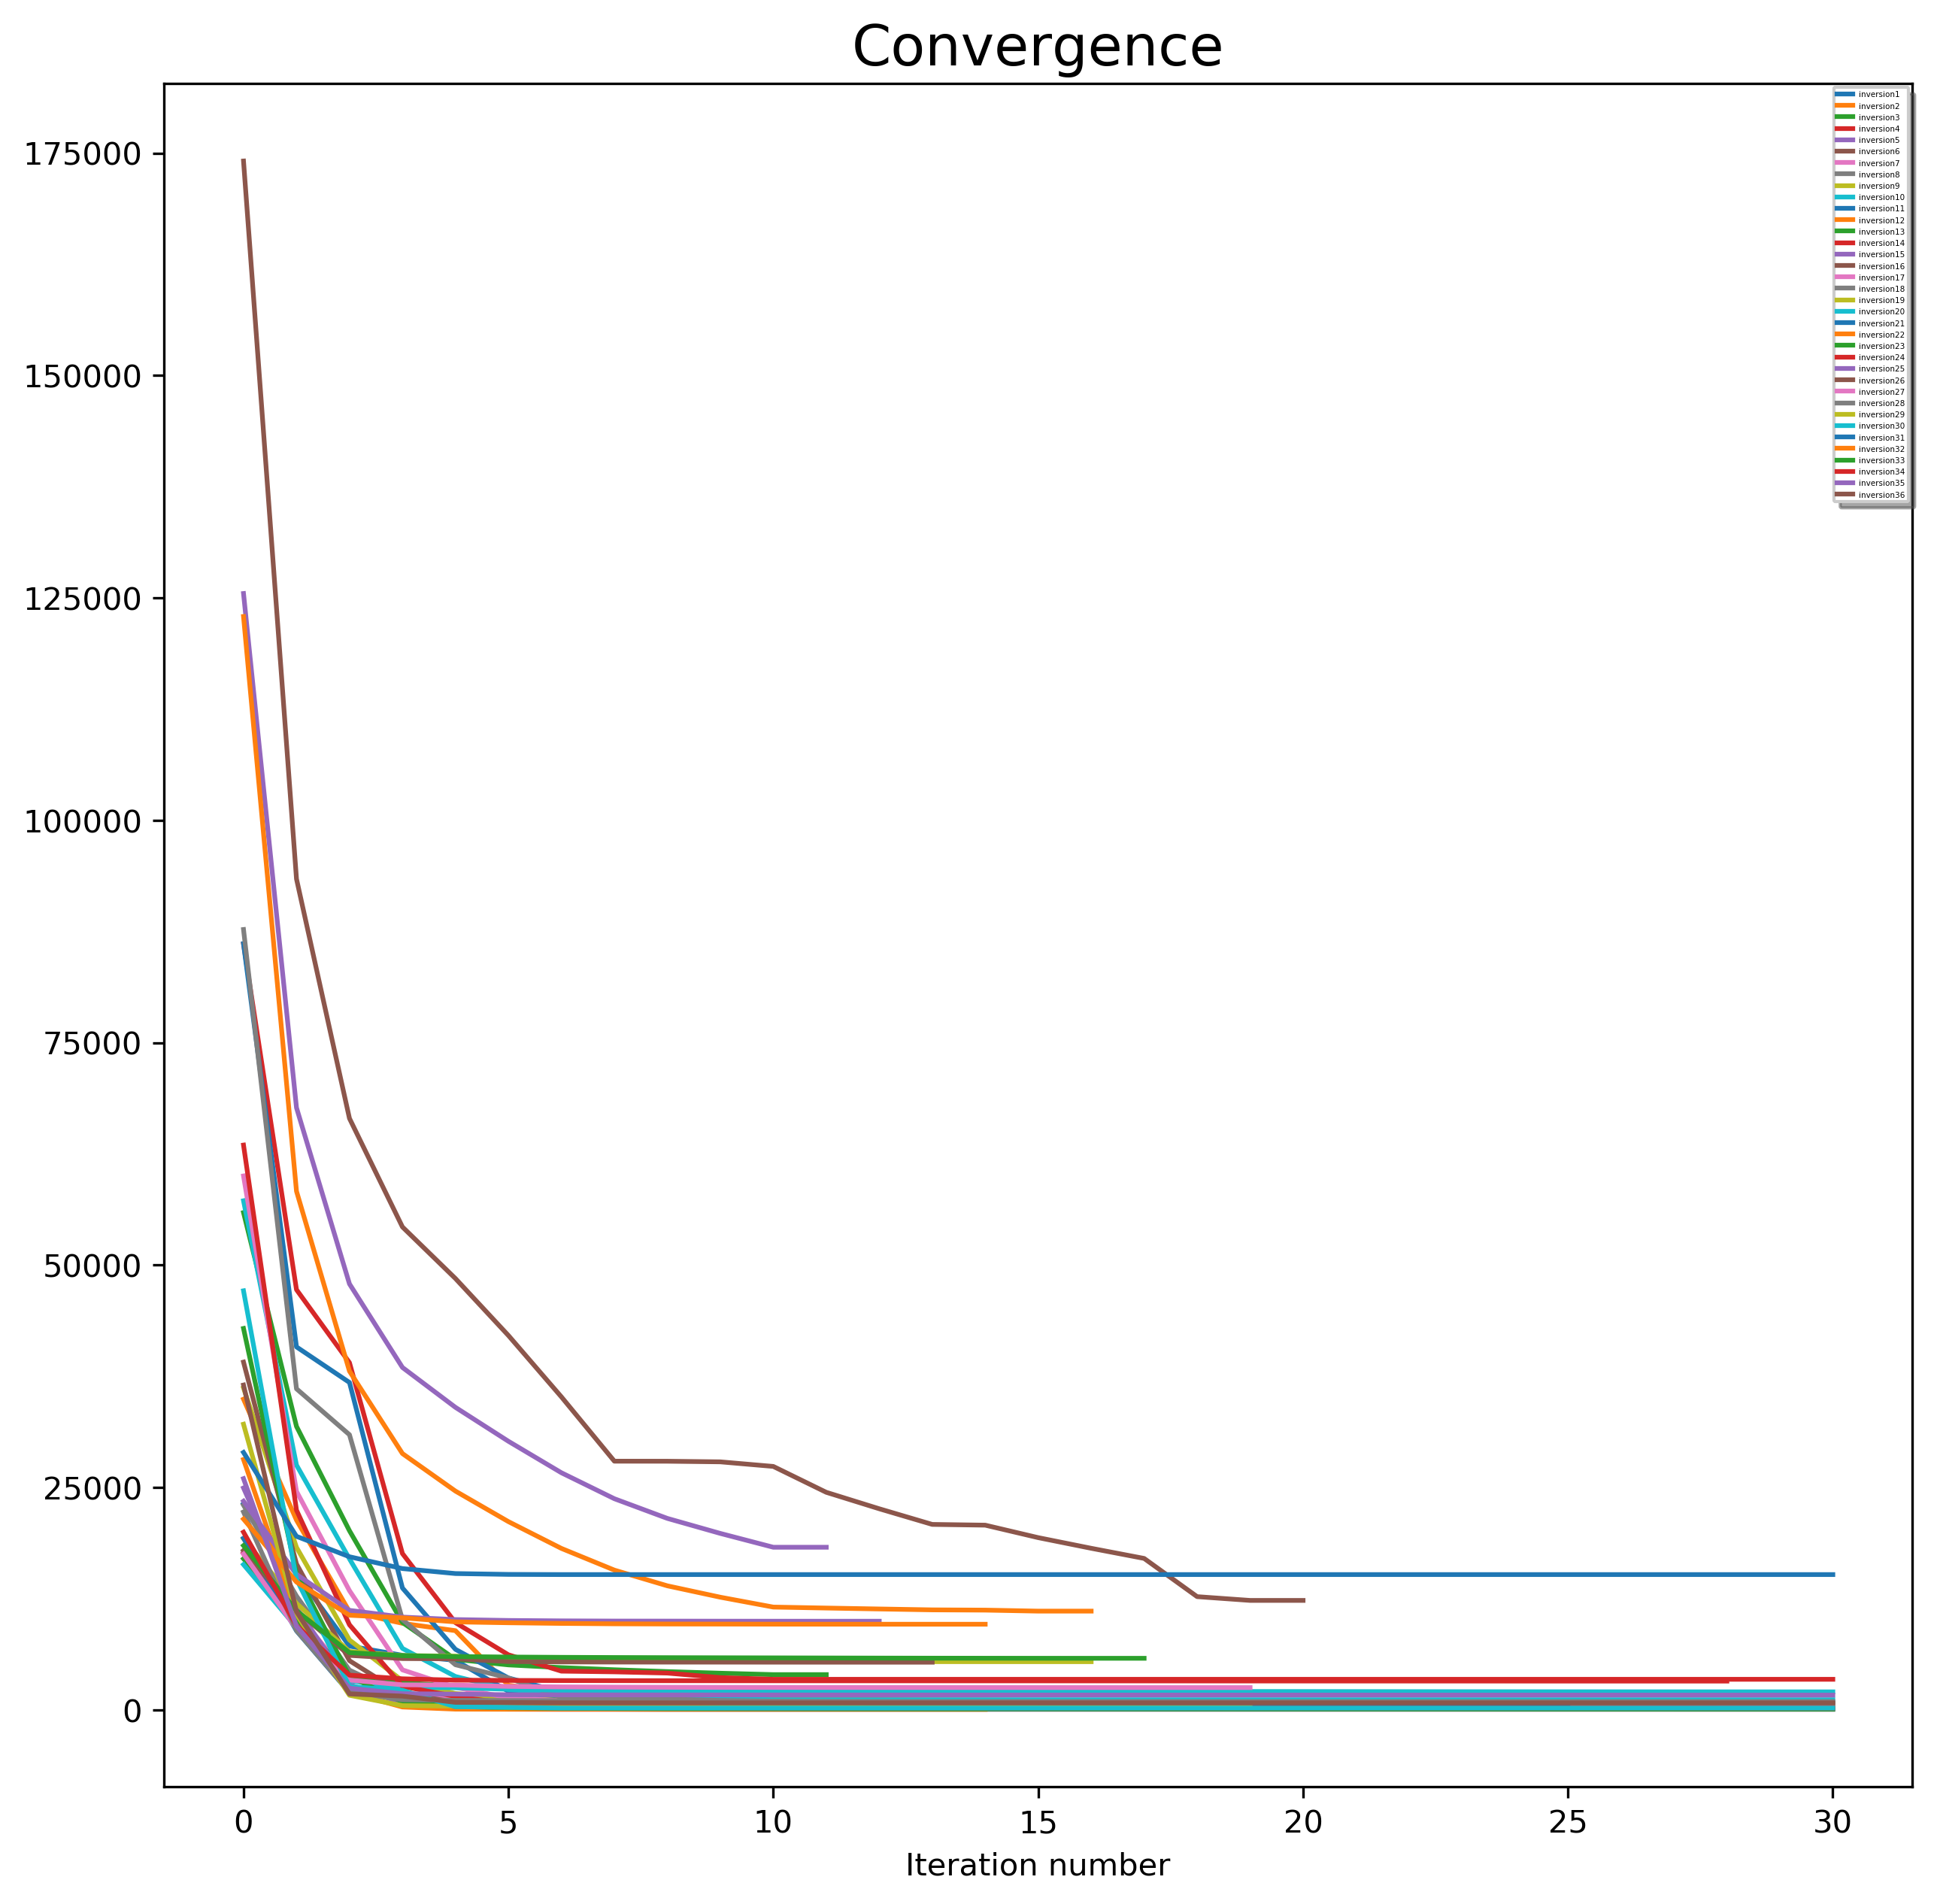 Convergence
175000
150000
125000
100000
75000
50000
25000
0
0 5 10 15 20 25 30
Iteration number
inversion1
inversion2
inversion3
inversion4
inversion5
inversion6
inversion7
inversion8
inversion9
inversion10
inversion11
inversion12
inversion13
inversion14
inversion15
inversion16
inversion17
inversion18
inversion19
inversion20
inversion21
inversion22
inversion23
inversion24
inversion25
inversion26
inversion27
inversion28
inversion29
inversion30
inversion31
inversion32
inversion33
inversion34
inversion35
inversion36